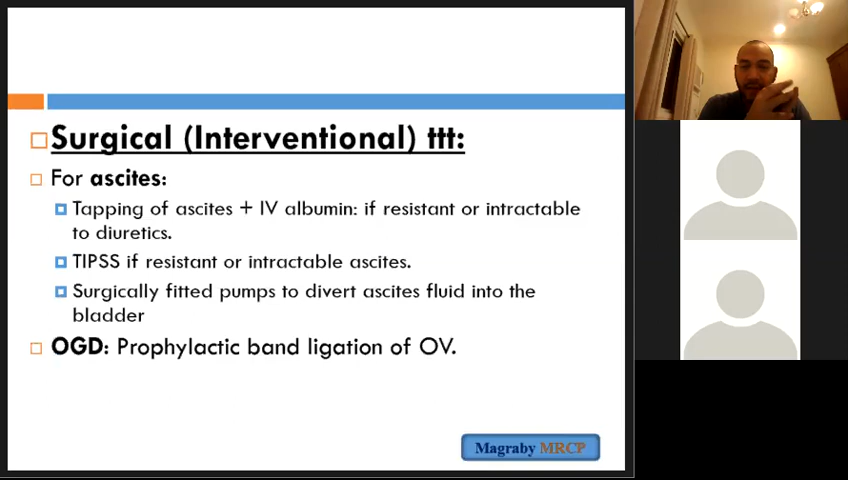 Surgical (Interventional) ttt:
For ascites:
Tapping of ascites + IV albumin: if resistant or intractable
to diuretics.
TIPSS if resistant or intractable ascites.
Surgically fitted pumps to divert ascites fluid into the
bladder
OGD: Prophylactic band ligation of OV.
Magraby MRCP